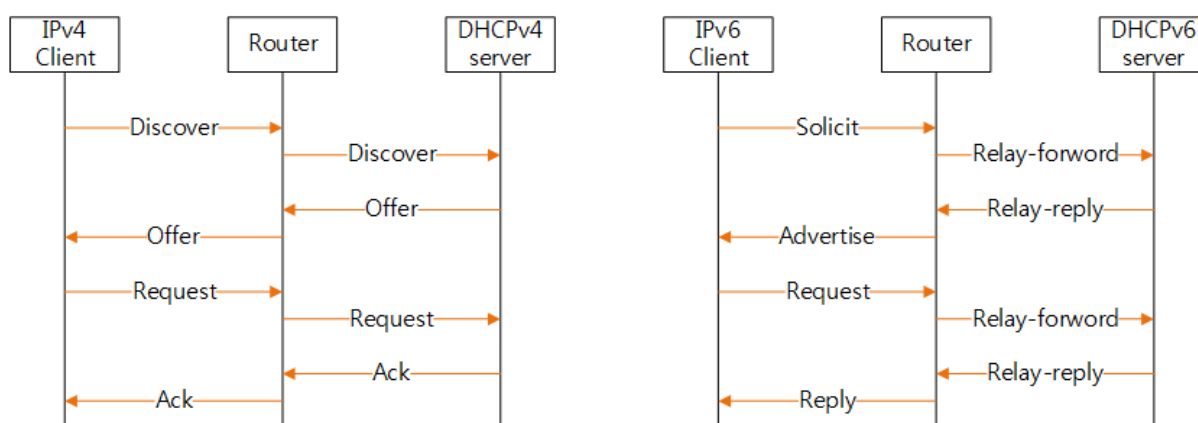 IPv4
Client
Router
DHCPv4
server
Discover
Discover
Offer
Offer
Request
Request
Ack
Ack
IPv6
Client
Router
DHCPv6
server
Solicit
Relay-forword
Relay-reply
Advertise
Request
Relay-forword
Relay-reply
Reply